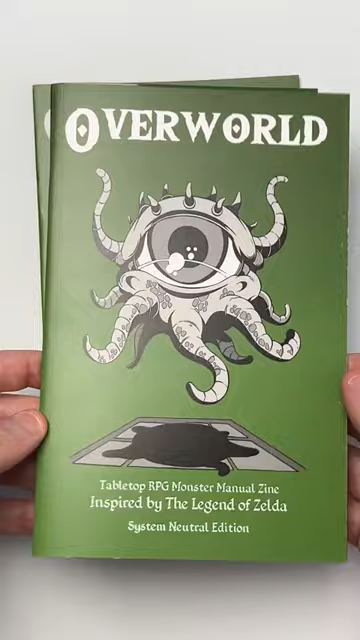 OVERWORLD
Tabletop RPG Monster Manual Zine
Inspired by The Legend of Zelda
System Neutral Edition